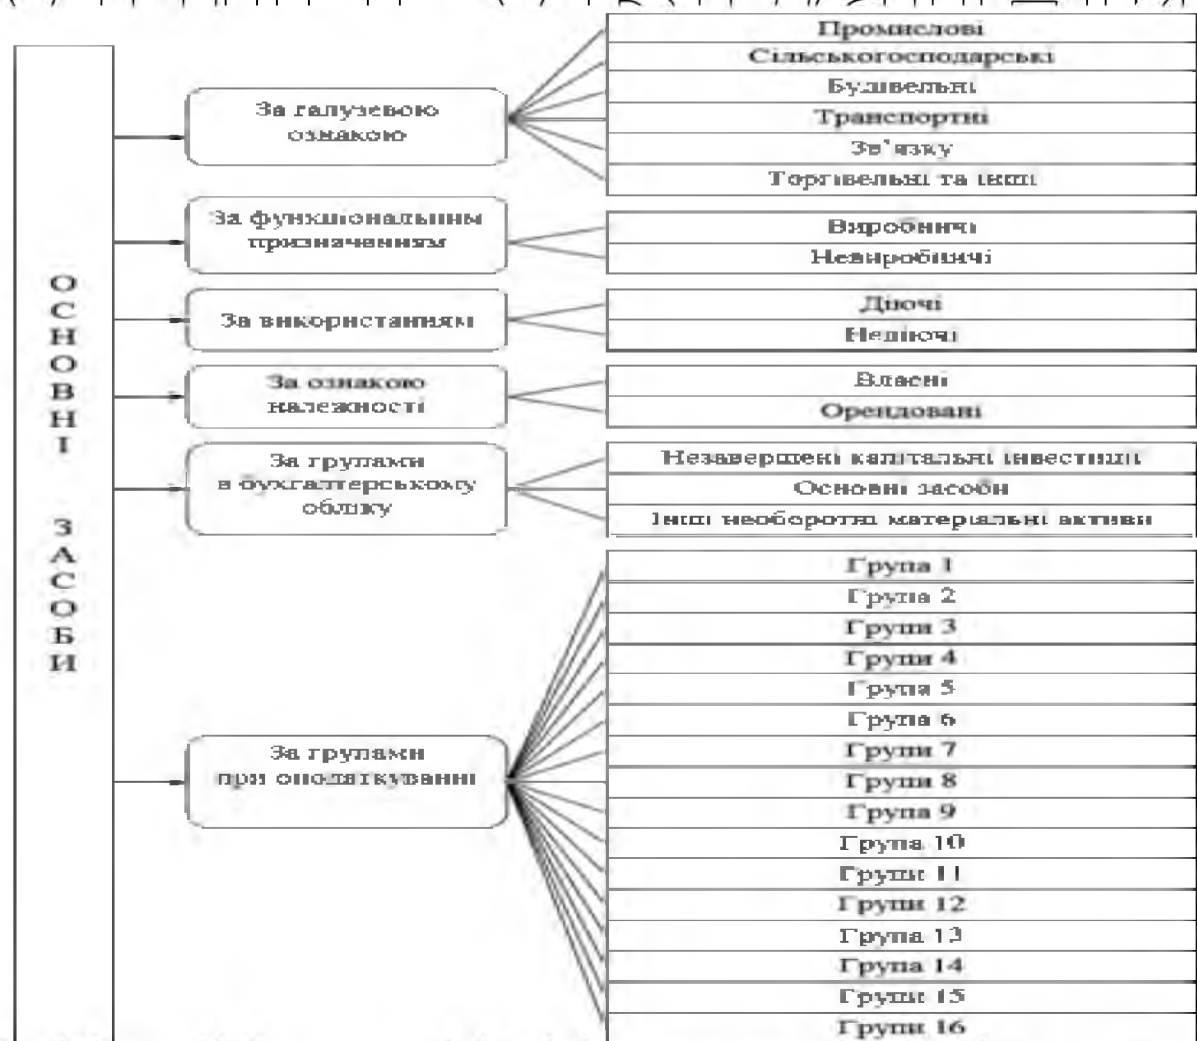 ОСНОВНІ ЗАСОБИ
За галузевою
ознакою
Промислові
Сільськогосподарські
Будівельні
Транспортні
Зв'язку
Торгівельні та інші
За функціональним
призначенням
Виробничі
Невиробничі
За використанням
Діючі
Недіючі
За ознакою
належності
Власні
Орендовані
За групами
в бухгалтерському
обліку
Незавершені капітальні інвестиції
Основні засоби
Інші необоротні матеріальні активи
За групами
при оподаткуванні
Група 1
Група 2
Група 3
Група 4
Група 5
Група 6
Група 7
Група 8
Група 9
Група 10
Група 11
Група 12
Група 13
Група 14
Група 15
Група 16